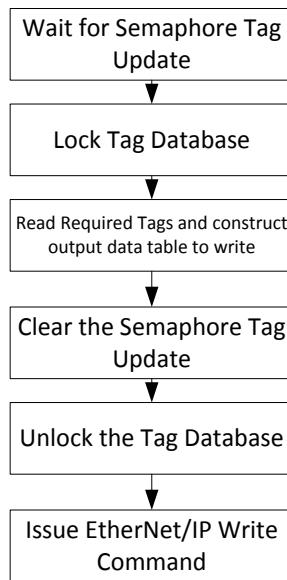 Wait for Semaphore Tag
Update
Lock Tag Database
Read Required Tags and construct
output data table to write
Clear the Semaphore Tag
Update
Unlock the Tag Database
Issue EtherNet/IP Write
Command